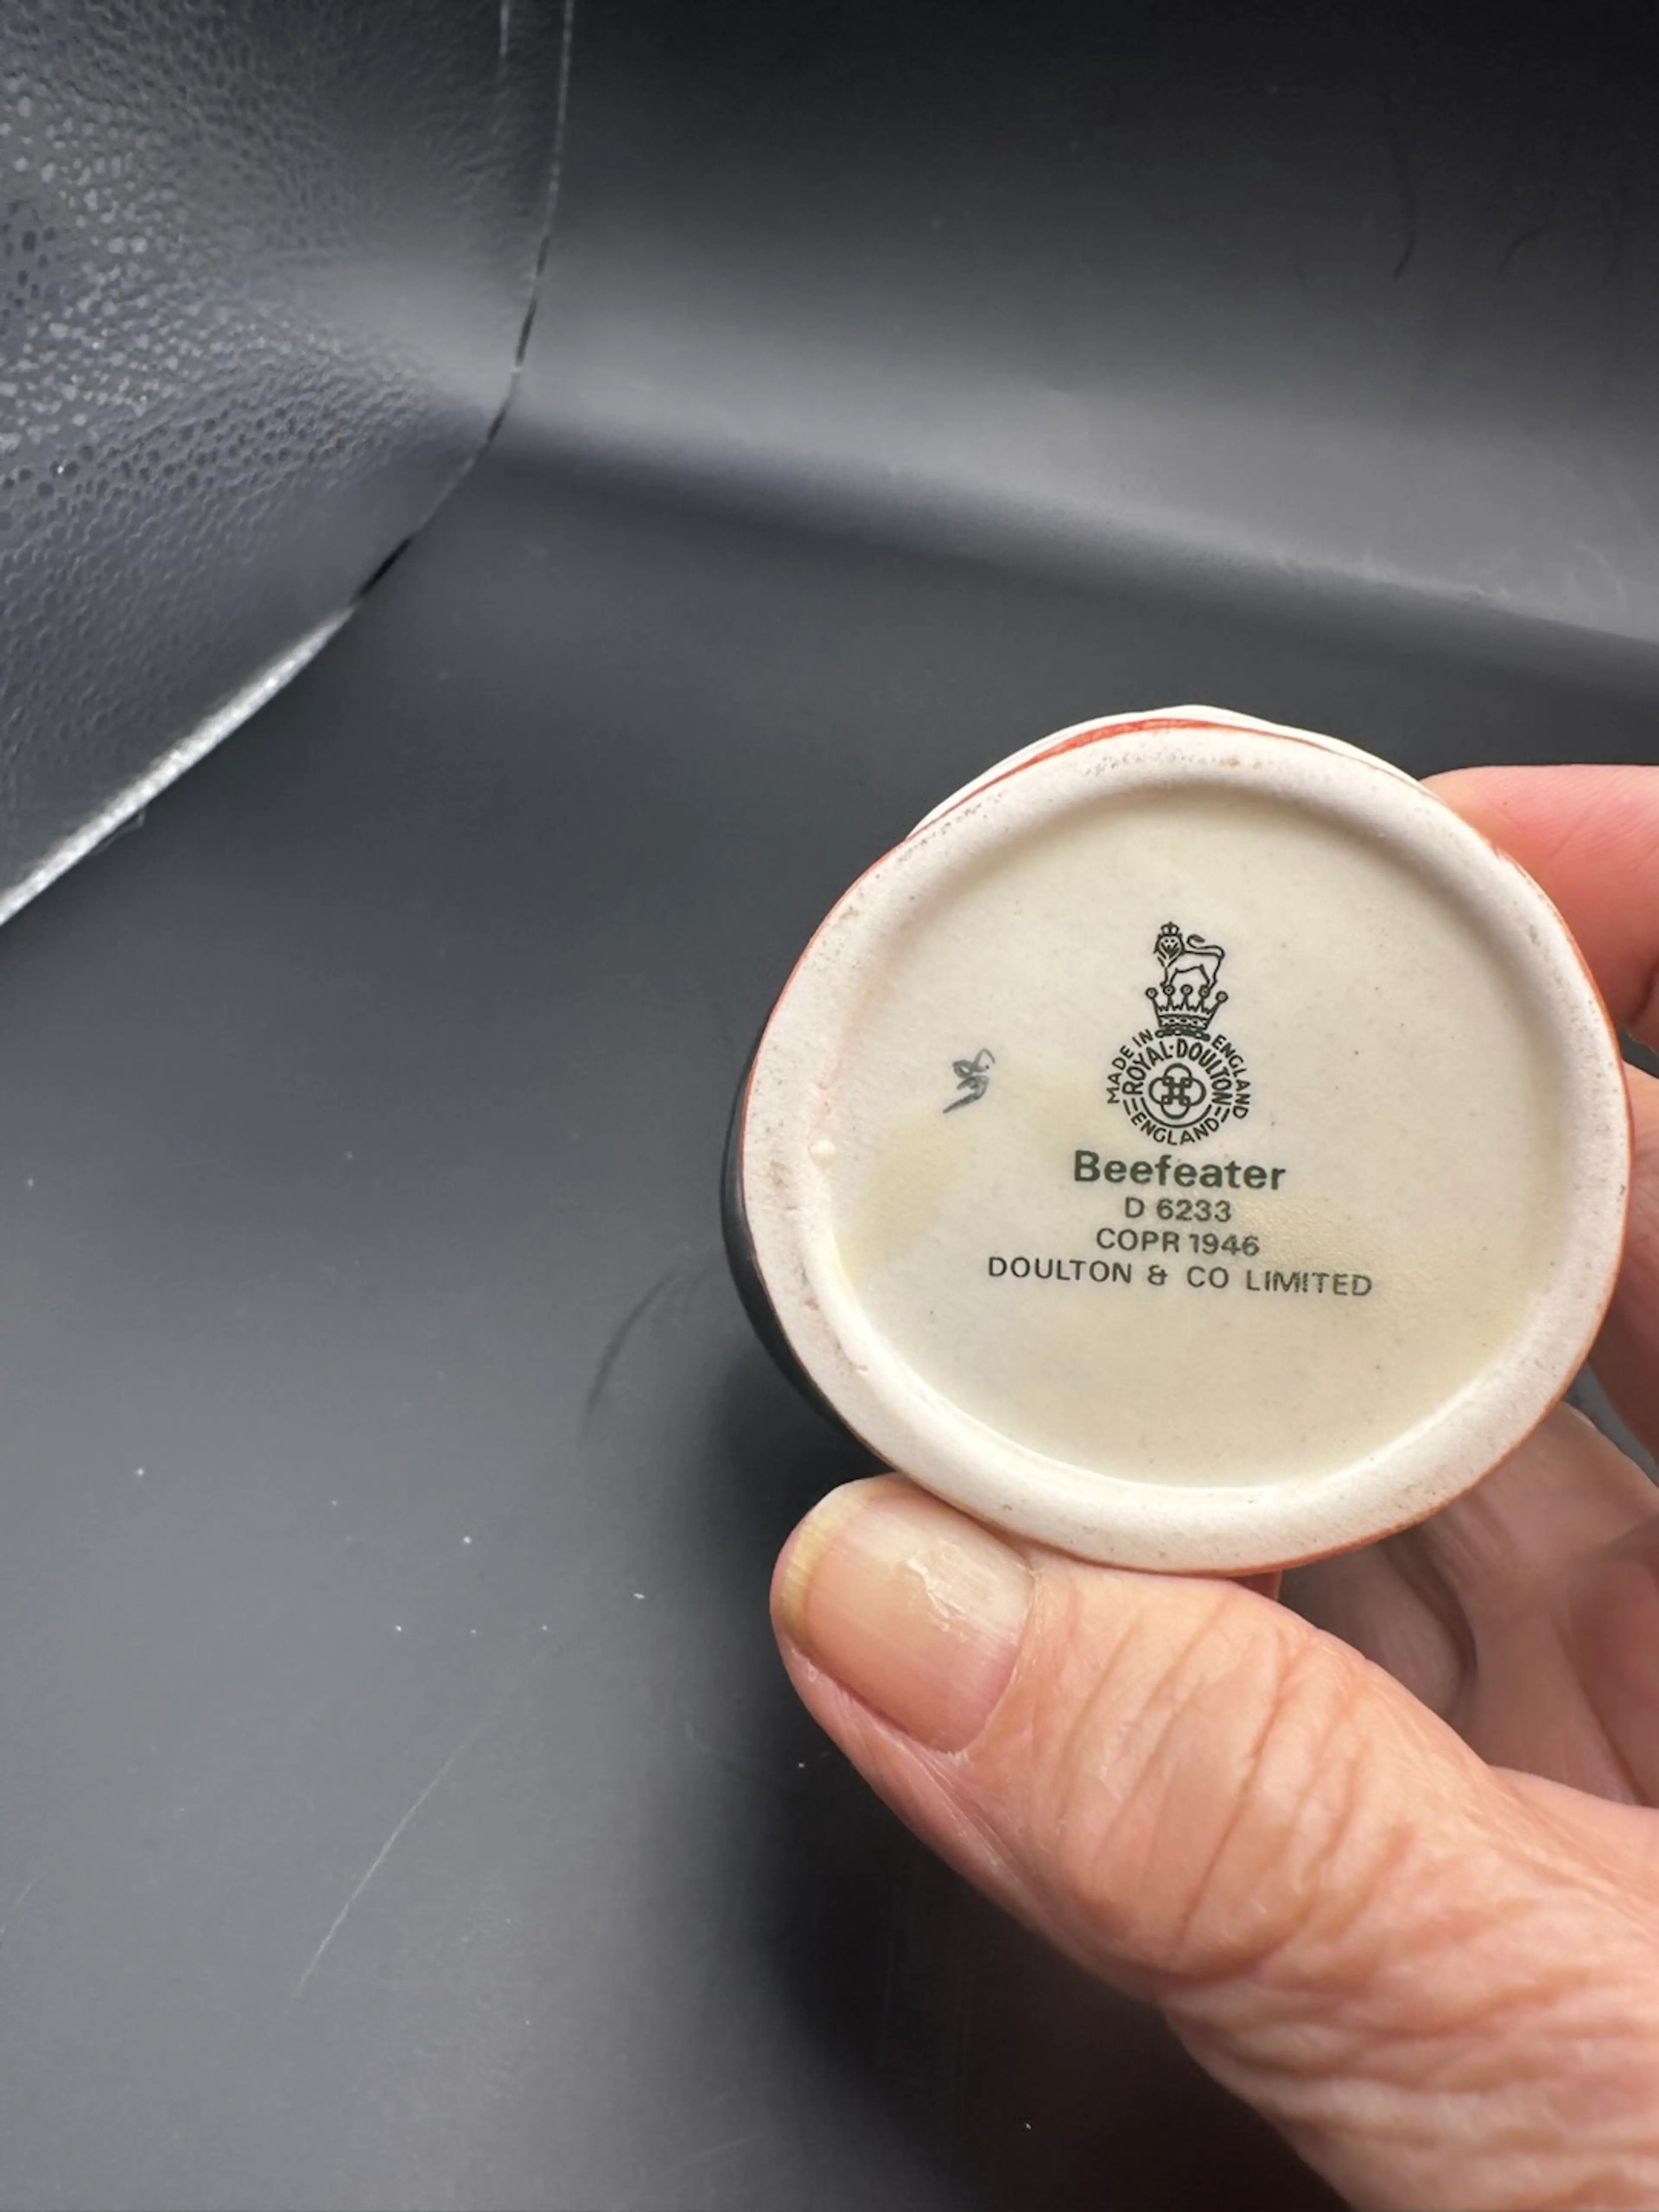 MADE IN ENGLAND
ROYAL·DOULTON
ENGLAND
Beefeater
D 6233
COPR 1946
DOULTON & CO LIMITED